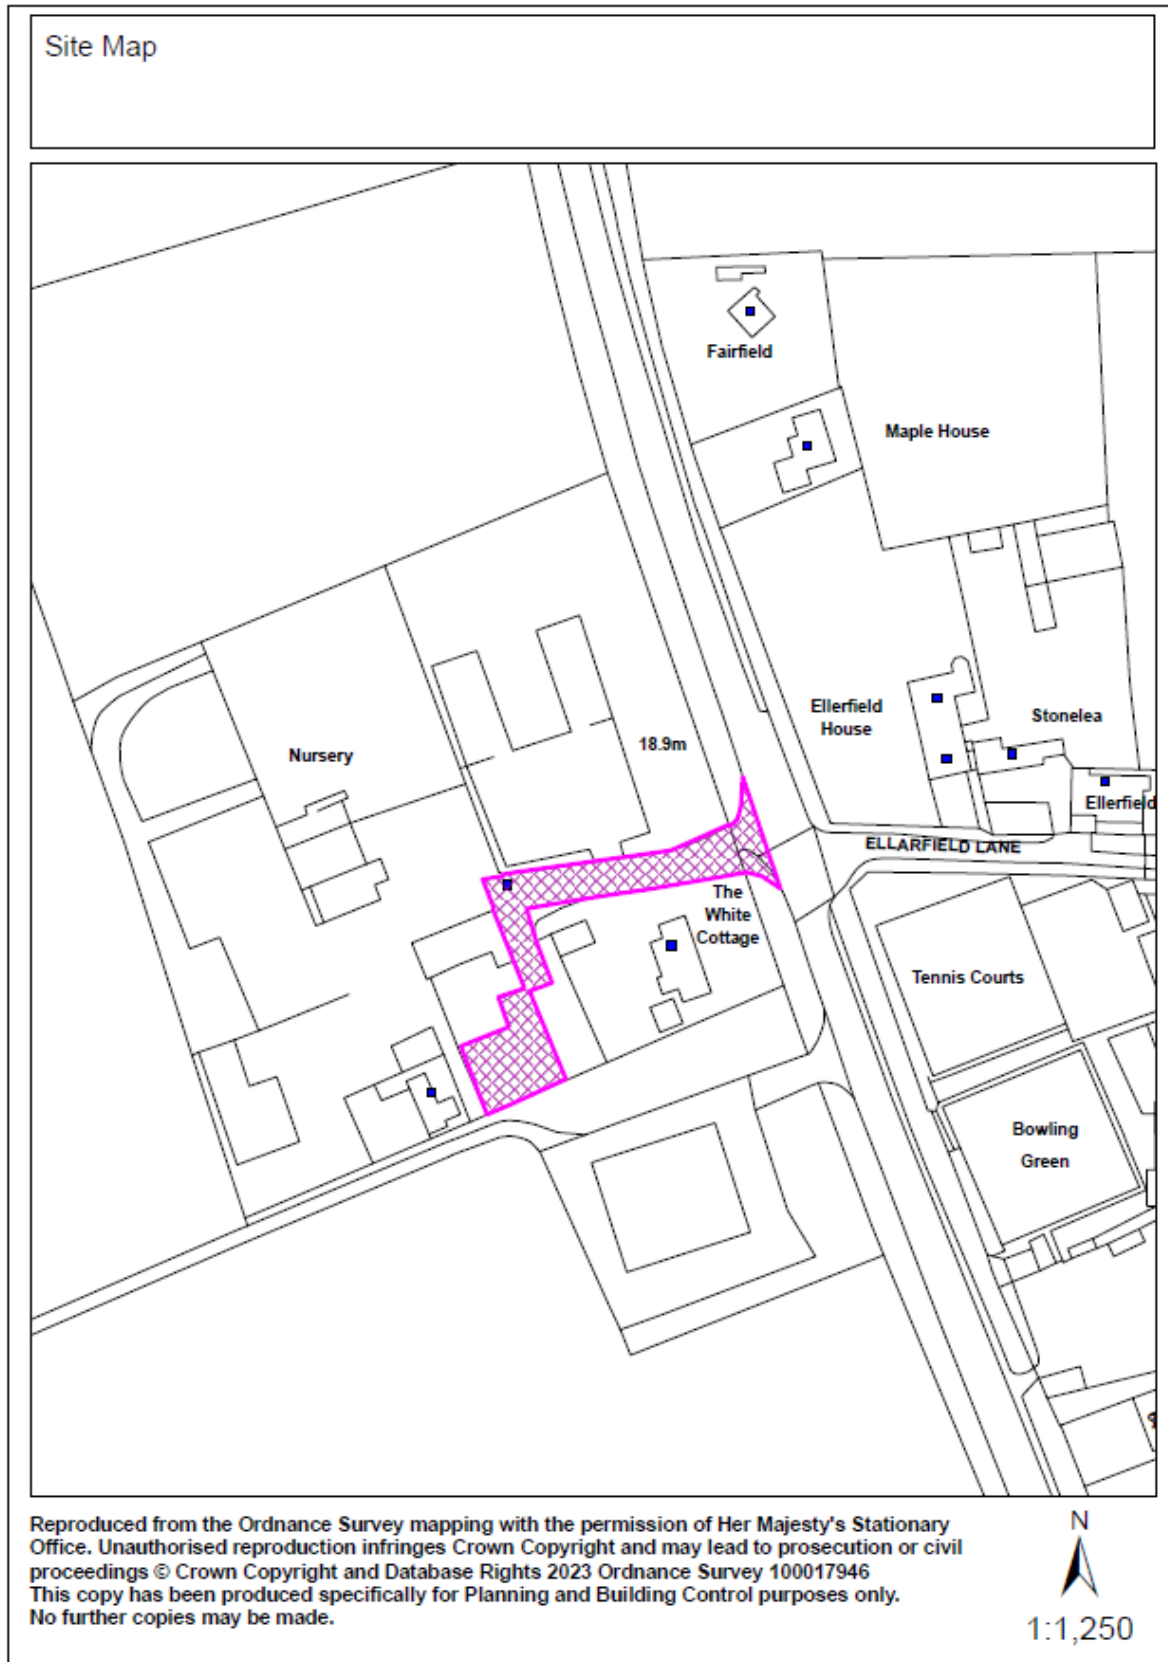 Site Map
Fairfield
Maple House
Ellerfield
House
Stonelea
18.9m
Nursery
Ellerfield
ELLARFIELD LANE
The
White
Cottage
Tennis Courts
Bowling
Green
Reproduced from the Ordnance Survey mapping with the permission of Her Majesty's Stationary
Office. Unauthorised reproduction infringes Crown Copyright and may lead to prosecution or civil
proceedings © Crown Copyright and Database Rights 2023 Ordnance Survey 100017946
This copy has been produced specifically for Planning and Building Control purposes only.
No further copies may be made.
N
1:1,250